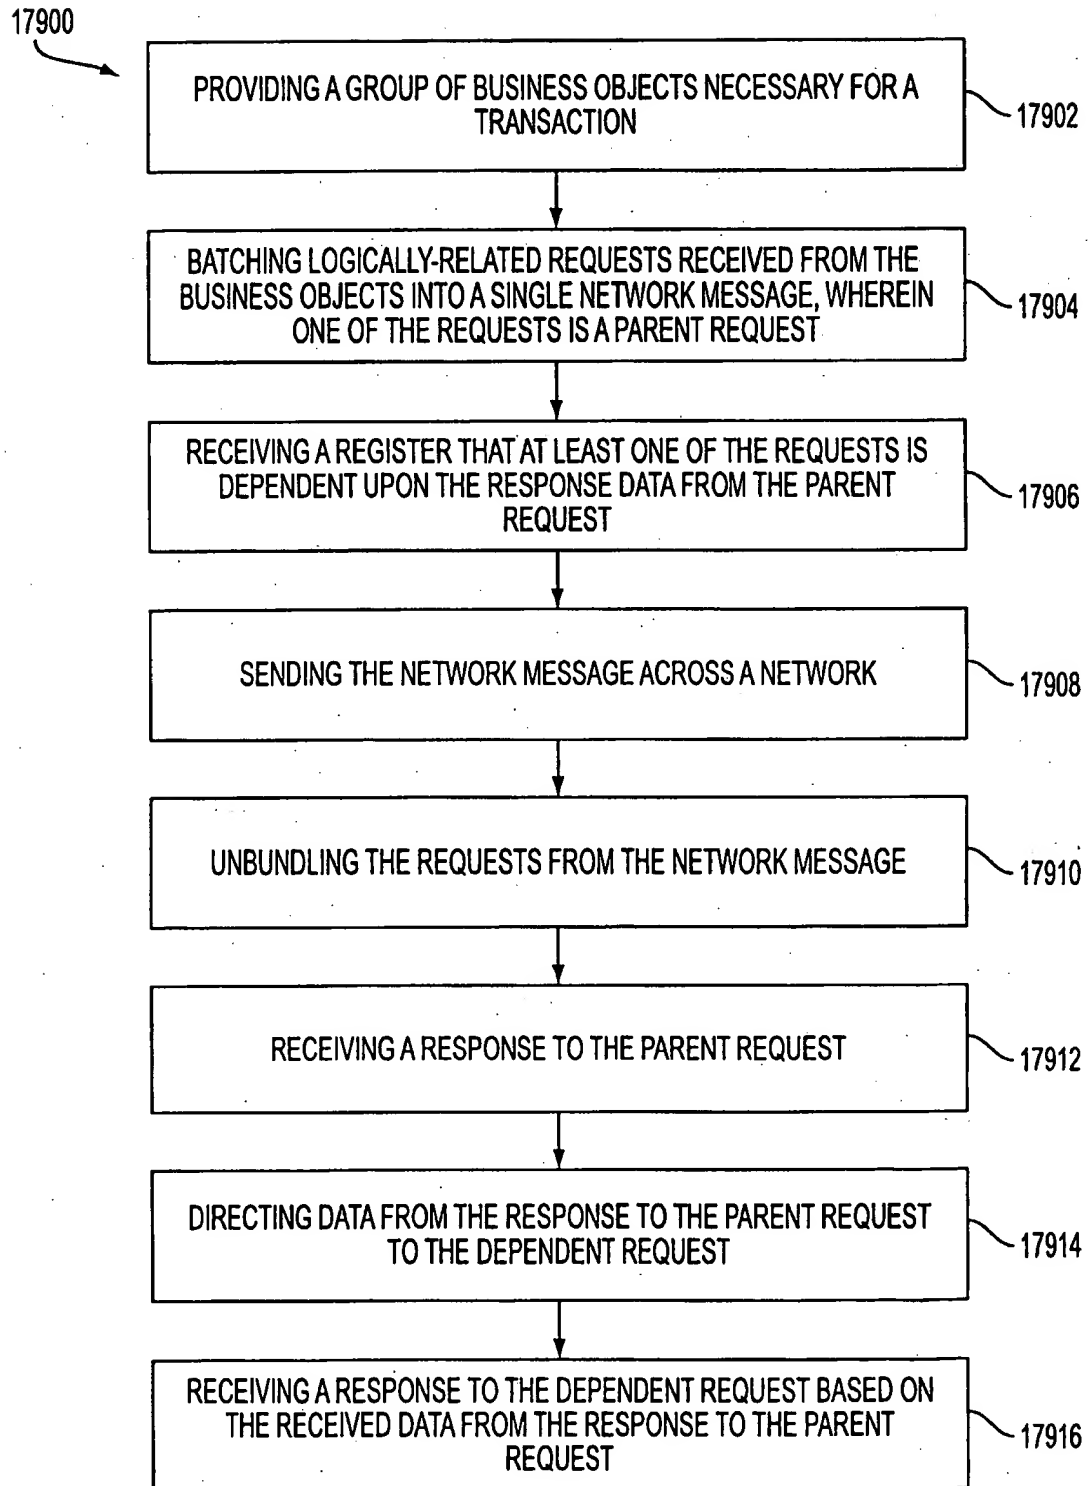 17900
PROVIDING A GROUP OF BUSINESS OBJECTS NECESSARY FOR A
TRANSACTION
17902
BATCHING LOGICALLY-RELATED REQUESTS RECEIVED FROM THE
BUSINESS OBJECTS INTO A SINGLE NETWORK MESSAGE, WHEREIN
ONE OF THE REQUESTS IS A PARENT REQUEST
17904
RECEIVING A REGISTER THAT AT LEAST ONE OF THE REQUESTS IS
DEPENDENT UPON THE RESPONSE DATA FROM THE PARENT
REQUEST
17906
SENDING THE NETWORK MESSAGE ACROSS A NETWORK
17908
UNBUNDLING THE REQUESTS FROM THE NETWORK MESSAGE
17910
RECEIVING A RESPONSE TO THE PARENT REQUEST
17912
DIRECTING DATA FROM THE RESPONSE TO THE PARENT REQUEST
TO THE DEPENDENT REQUEST
17914
RECEIVING A RESPONSE TO THE DEPENDENT REQUEST BASED ON
THE RECEIVED DATA FROM THE RESPONSE TO THE PARENT
REQUEST
17916